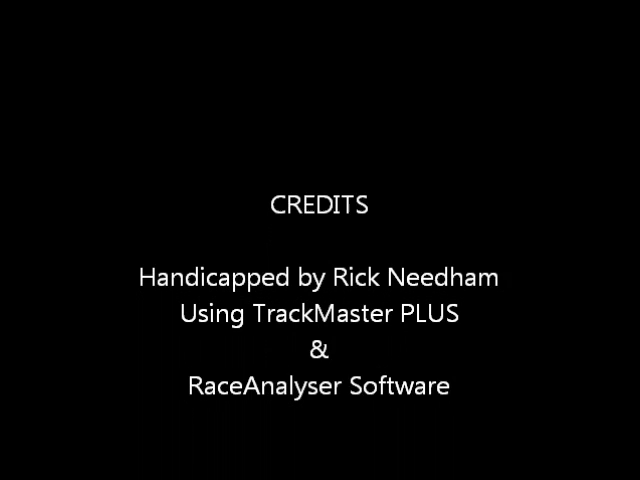 CREDITS
Handicapped by Rick Needham
Using TrackMaster PLUS
&
RaceAnalyser Software